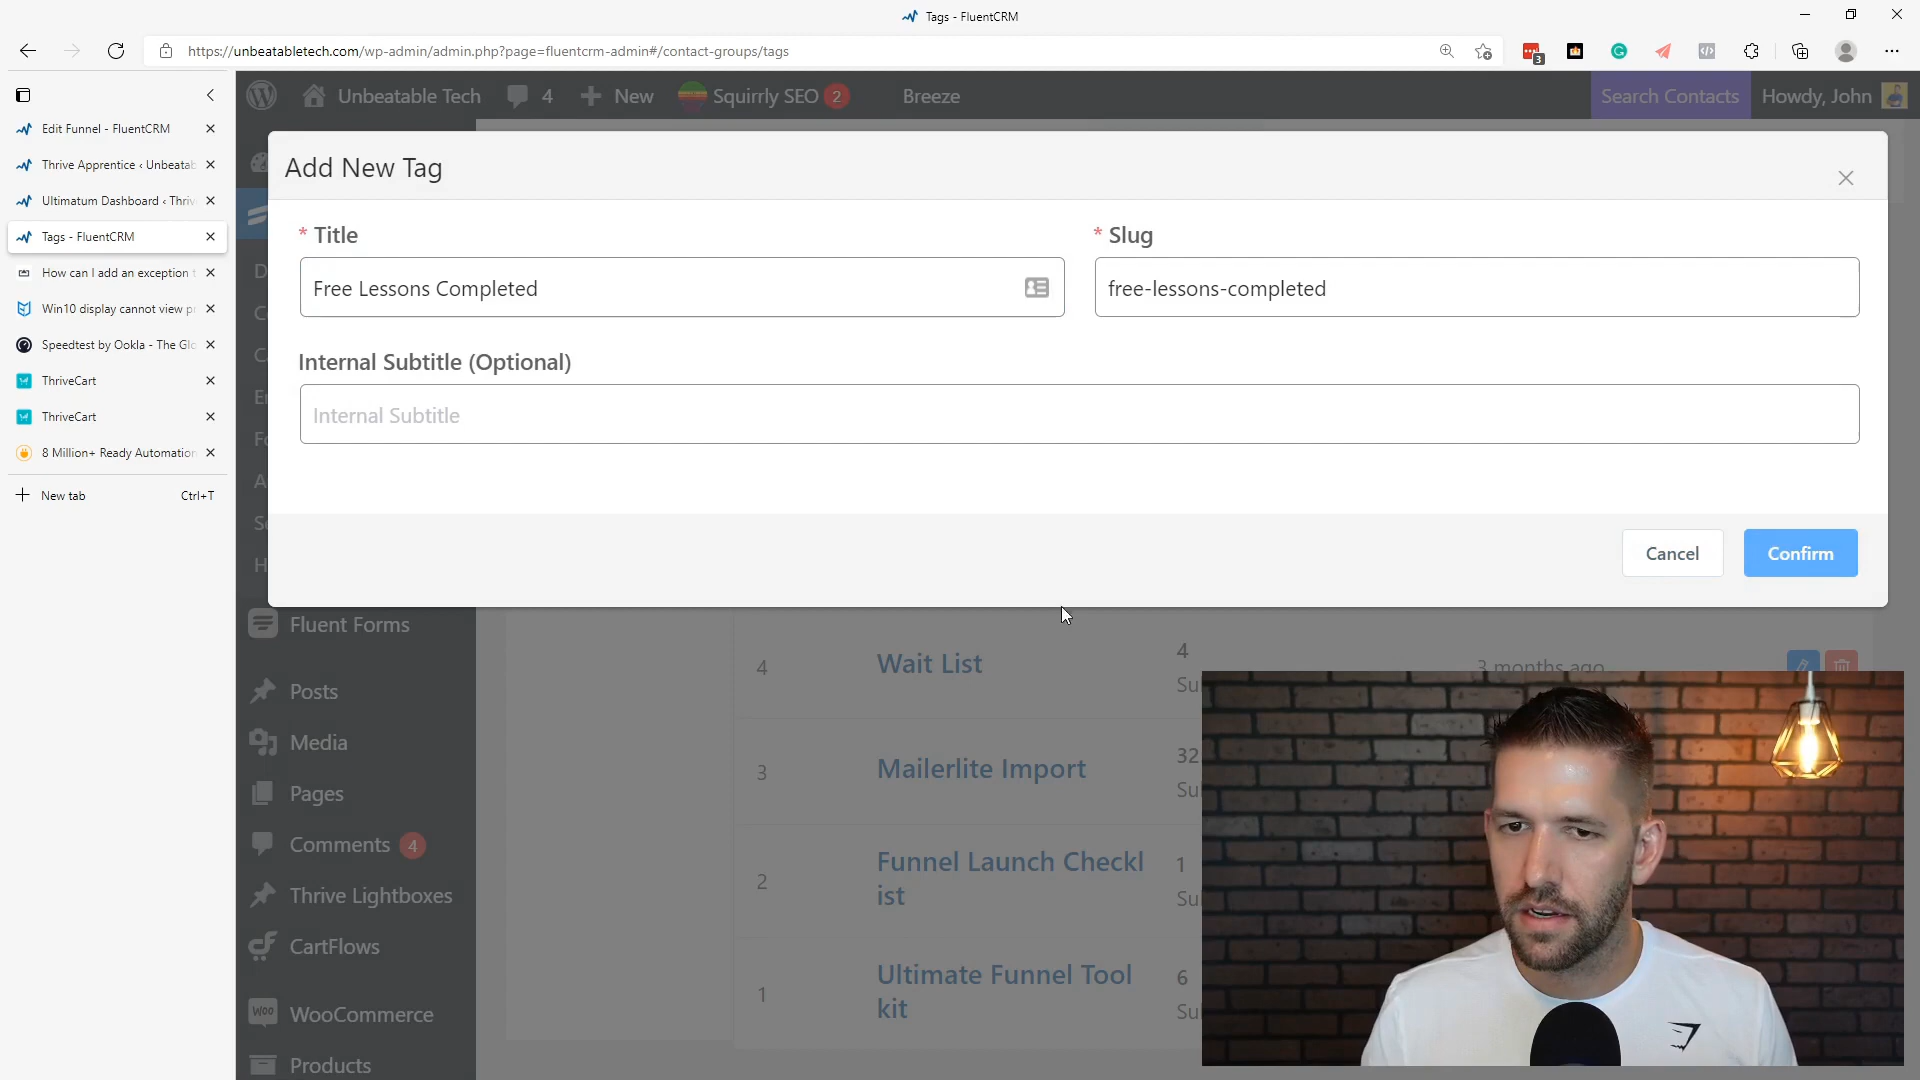 Tags - FluentCRM
https://unbeatabletech.com/wp-admin/admin.php?page=fluentcrm-admin#/contact-groups/tags
3
Edit Funnel - FluentCRM
Thrive Apprentice ‹ Unbeatab
Ultimatum Dashboard ‹ Thriv
Tags - FluentCRM
How can I add an exception
Win10 display cannot view
Speedtest by Ookla - The Glo
ThriveCart
ThriveCart
8 Million+ Ready Automation
New tab Ctrl+T
Unbeatable Tech 4 New Squirrly SEO 2 Breeze Search Contacts Howdy, John
Add New Tag
* Title
Free Lessons Completed
* Slug
free-lessons-completed
Internal Subtitle (Optional)
Internal Subtitle
Cancel Confirm
Fluent Forms
Posts
Media
Pages
Comments 4
Thrive Lightboxes
CartFlows
WooCommerce
Products
4 Wait List 4 3 months ago
3 Mailerlite Import 32
2 Funnel Launch Checkl
ist
1
1 Ultimate Funnel Tool
kit
6